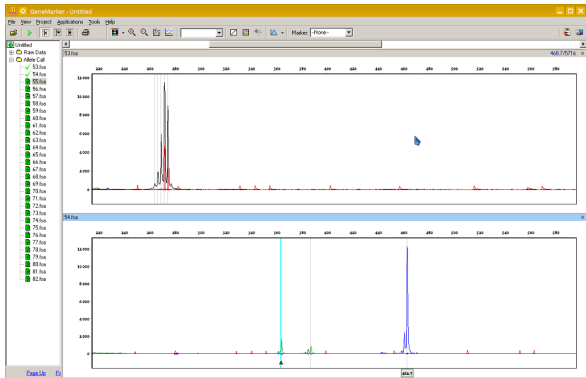 GeneMarker - Untitled
File View Project Applications Tools Help
Marker: -None-
Untitled
Raw Data
Allele Call
53.fsa
54.fsa
55.fsa
56.fsa
57.fsa
58.fsa
59.fsa
60.fsa
61.fsa
62.fsa
63.fsa
64.fsa
65.fsa
66.fsa
67.fsa
68.fsa
69.fsa
70.fsa
71.fsa
72.fsa
73.fsa
74.fsa
75.fsa
76.fsa
77.fsa
78.fsa
79.fsa
80.fsa
81.fsa
82.fsa
Page Up
53.fsa 460.7/5716
220 240 260 280 300 320 340 360 380 400 420 440 460 480 500 520 540 560 580
12 000
10 000
8 000
6 000
4 000
54.fsa
220 240 260 280 300 320 340 360 380 400 420 440 460 480 500 520 540 560 580
12 000
10 000
8 000
6 000
4 000